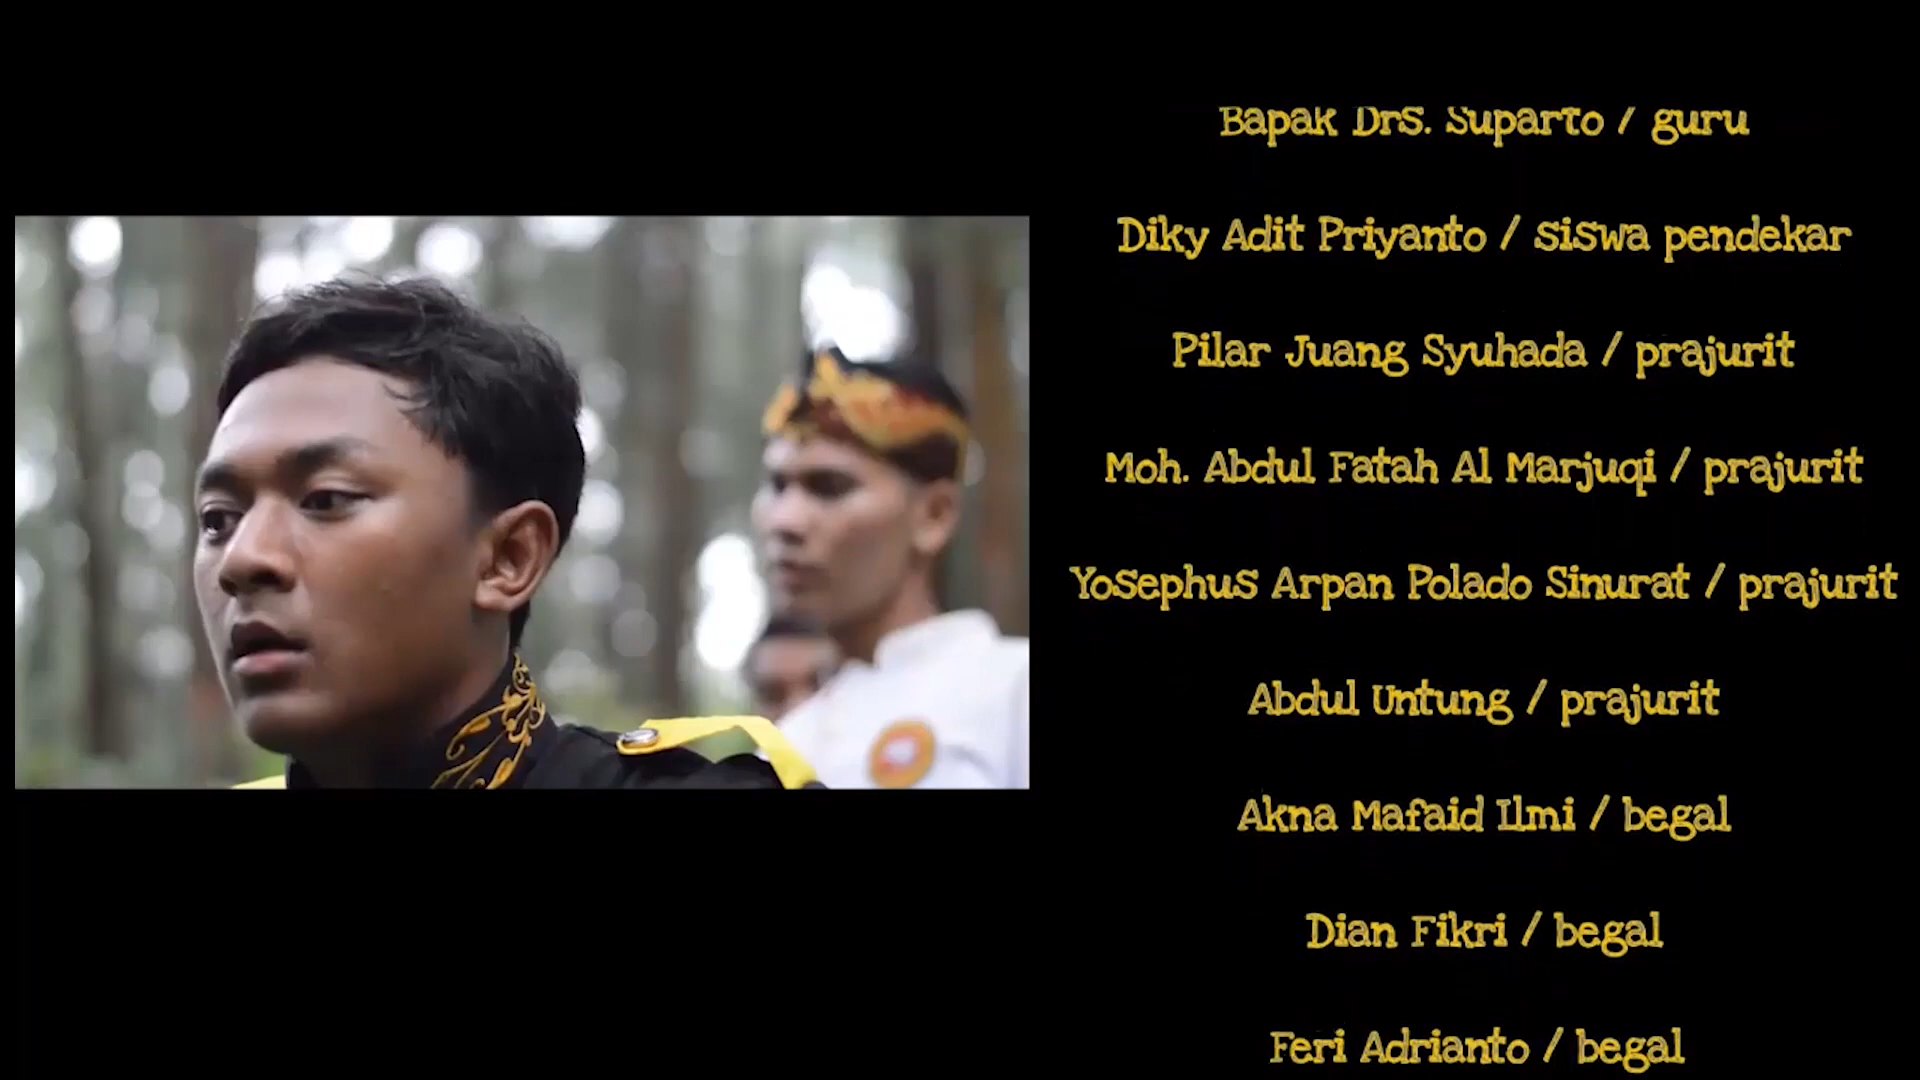 Bapak Drs. Suparto / guru
Diky Adit Priyanto / siswa pendekar
Pilar Juang Syuhada / prajurit
Moh. Abdul Fatah Al Marjuqi / prajurit
Yosephus Arpan Polado Sinurat / prajurit
Abdul Untung / prajurit
Akna Mafaid Ilmi / begal
Dian Fikri / begal
Feri Adrianto / begal